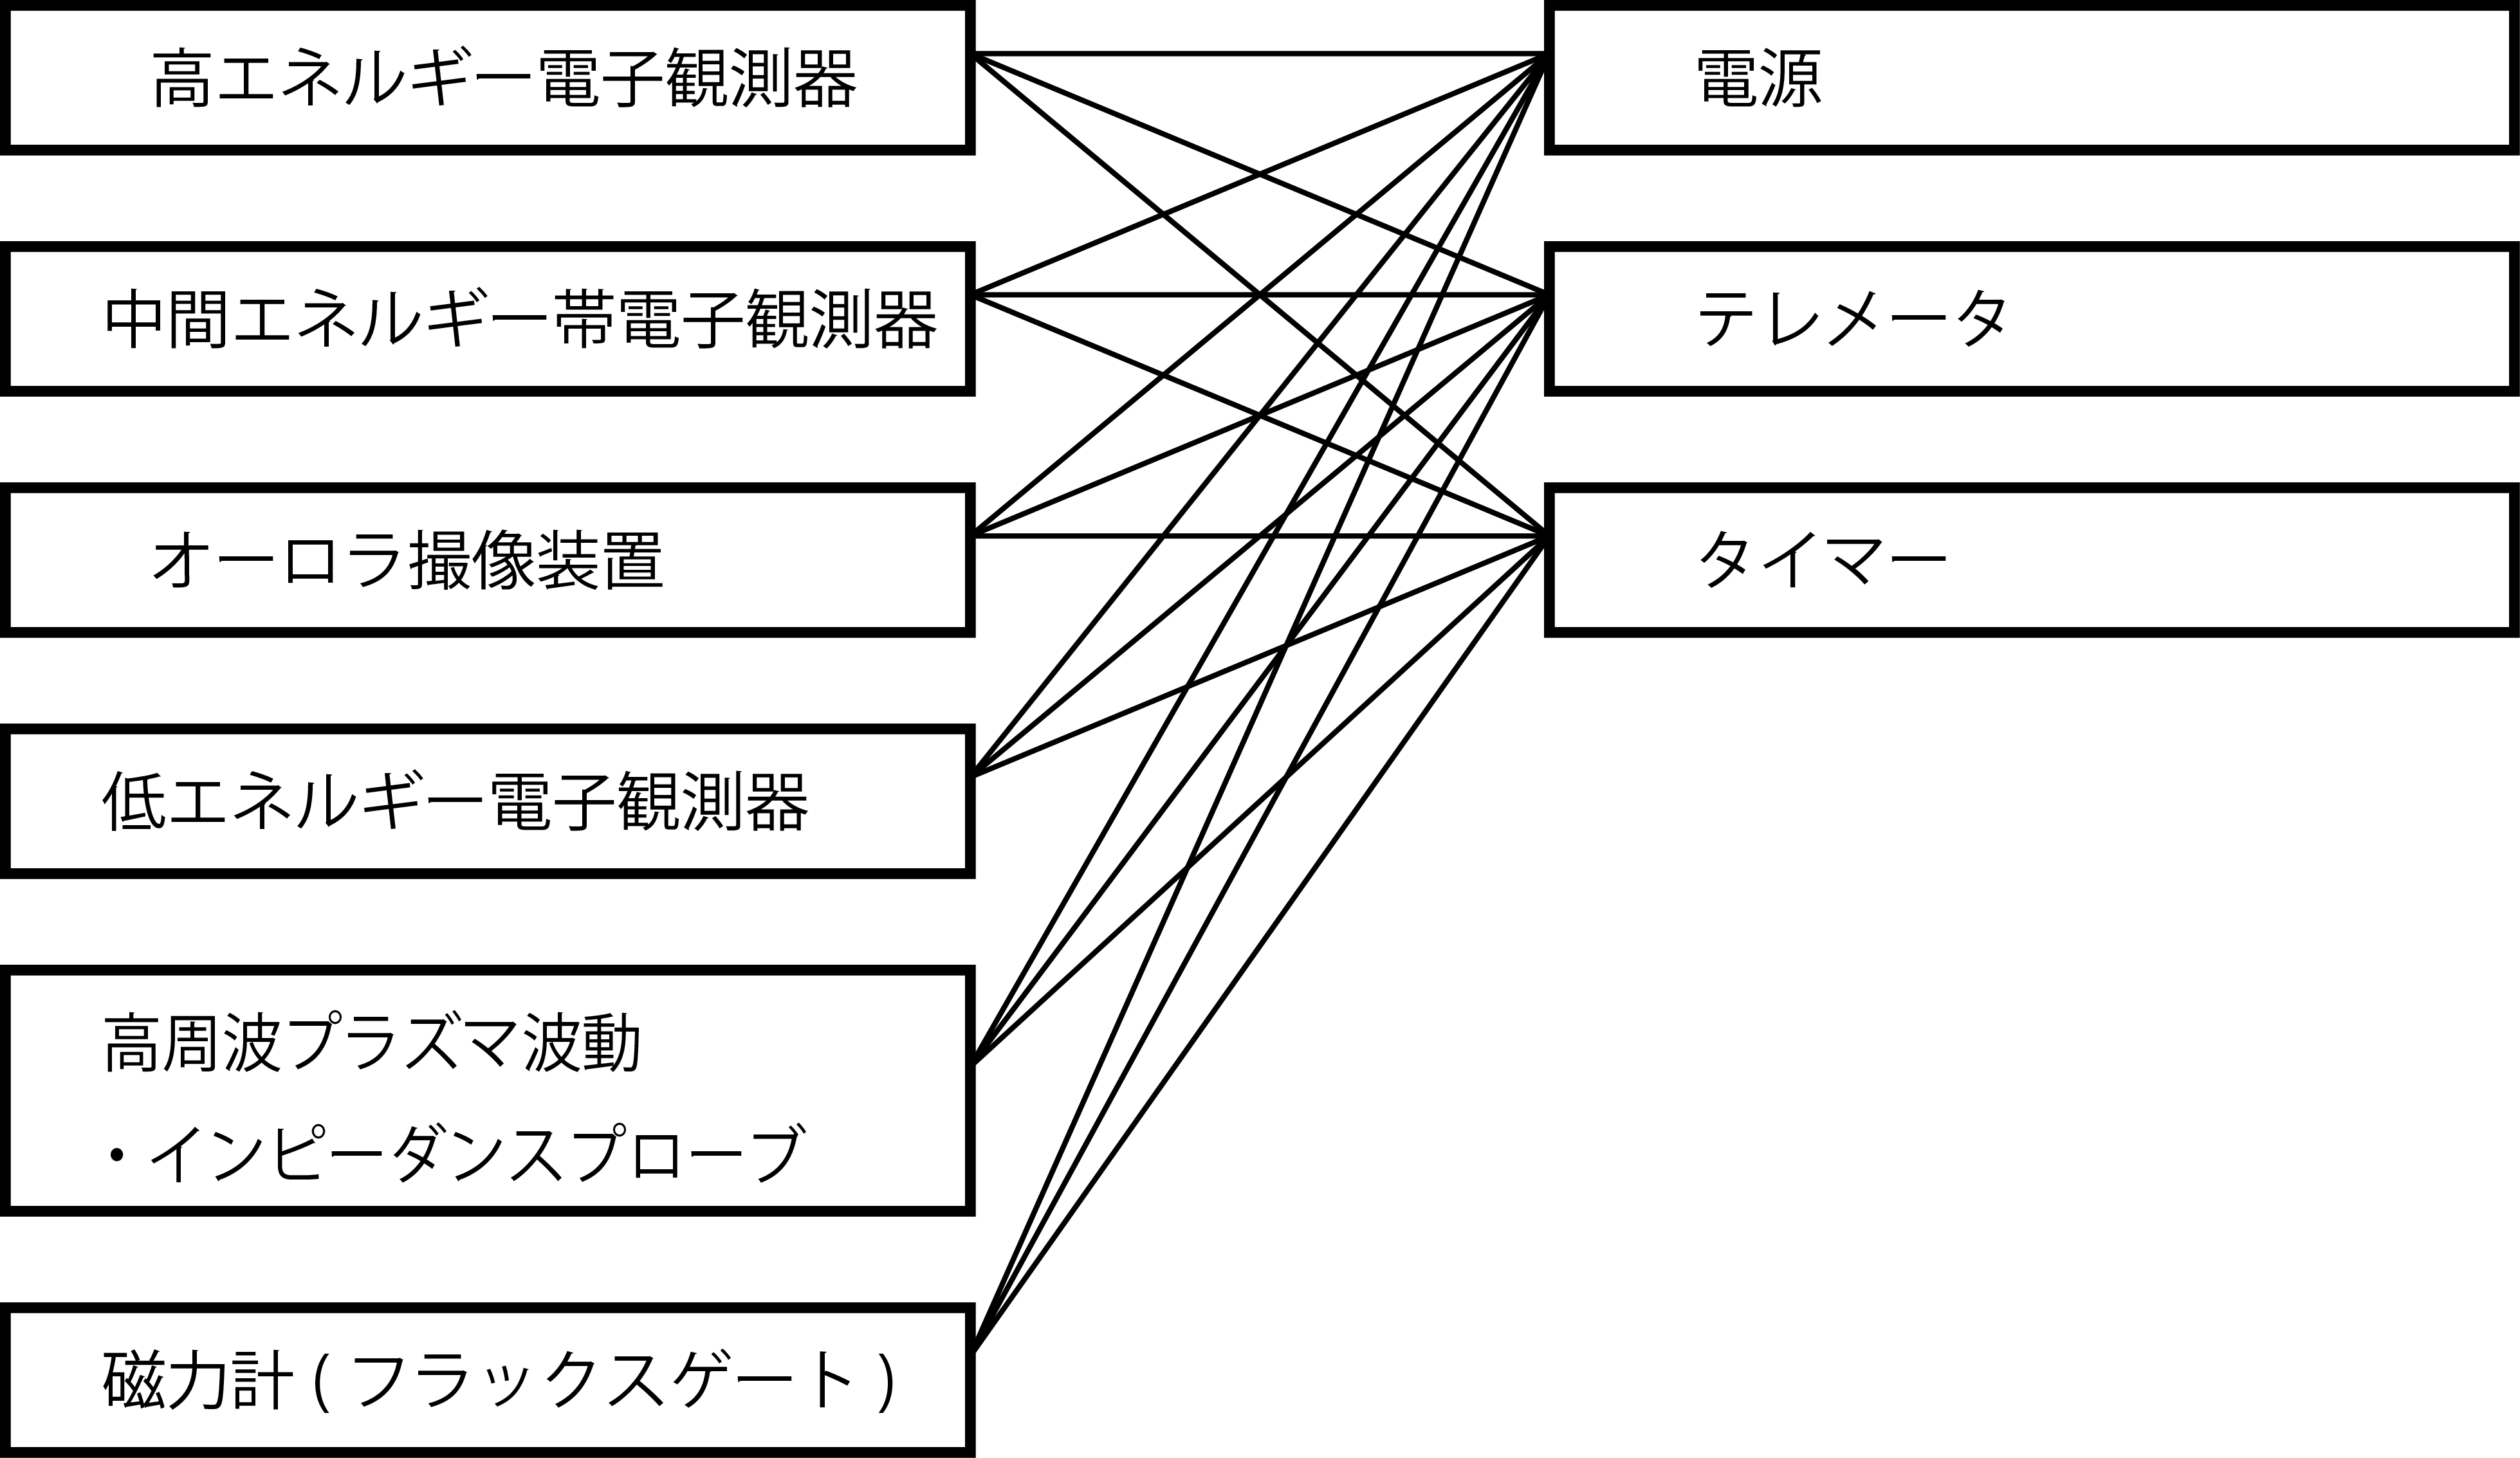 高エネルギー電子観測器
電源
中間エネルギー帯電子観測器
テレメータ
オーロラ撮像装置
タイマー
低エネルギー電子観測器
高周波プラズマ波動
・インピーダンスプローブ
磁力計(フラックスゲート)